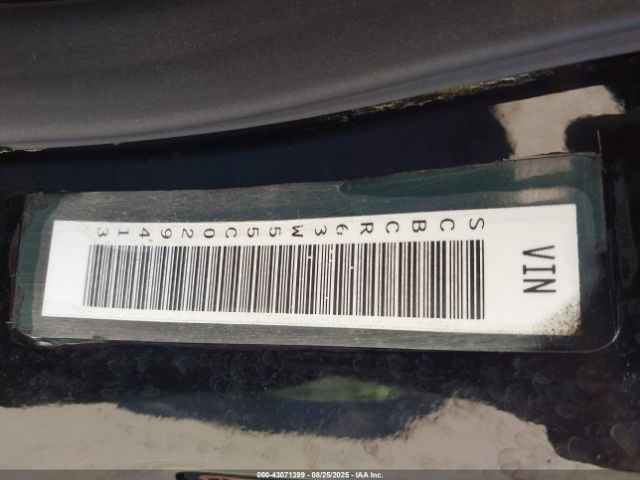 VIN
SCBCR63W55C029413
000-43071399 | 08/25/2025 | IAA Inc.